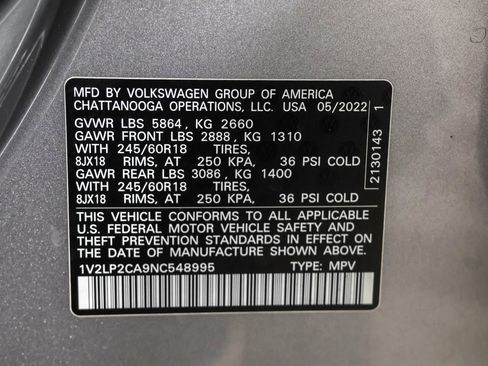 MFD BY VOLKSWAGEN GROUP OF AMERICA
CHATTANOOGA OPERATIONS, LLC. USA 05/2022
GVWR LBS 5864, KG 2660
GAWR FRONT LBS 2888, KG 1310
WITH 245/60R18 TIRES,
8JX18 RIMS, AT 250 KPA, 36 PSI COLD
GAWR REAR LBS 3086, KG 1400
WITH 245/60R18 TIRES,
8JX18 RIMS, AT 250 KPA, 36 PSI COLD
THIS VEHICLE CONFORMS TO ALL APPLICABLE
U.S. FEDERAL MOTOR VEHICLE SAFETY AND
THEFT PREVENTION STANDARDS IN EFFECT ON
THE DATE OF MANUFACTURE SHOWN ABOVE.
1V2LP2CA9NC548995 TYPE: MPV
2130143 1